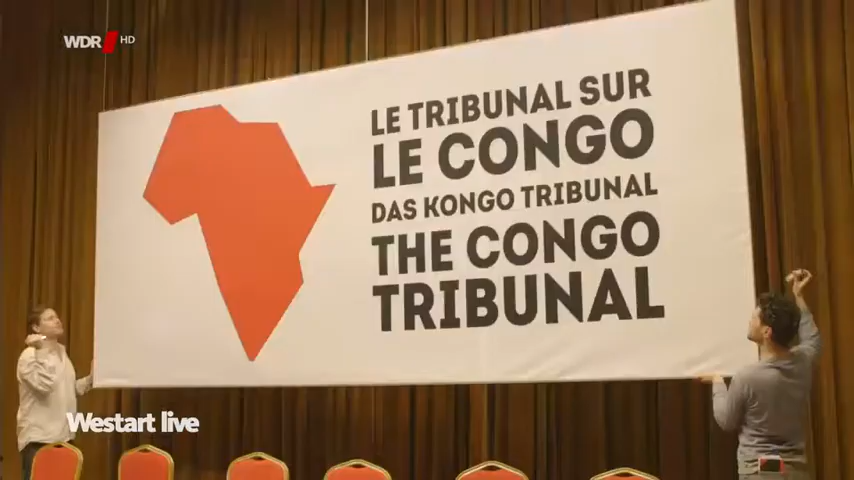 WDR HD
LE TRIBUNAL SUR
LE CONGO
DAS KONGO TRIBUNAL
THE CONGO
TRIBUNAL
Westart live